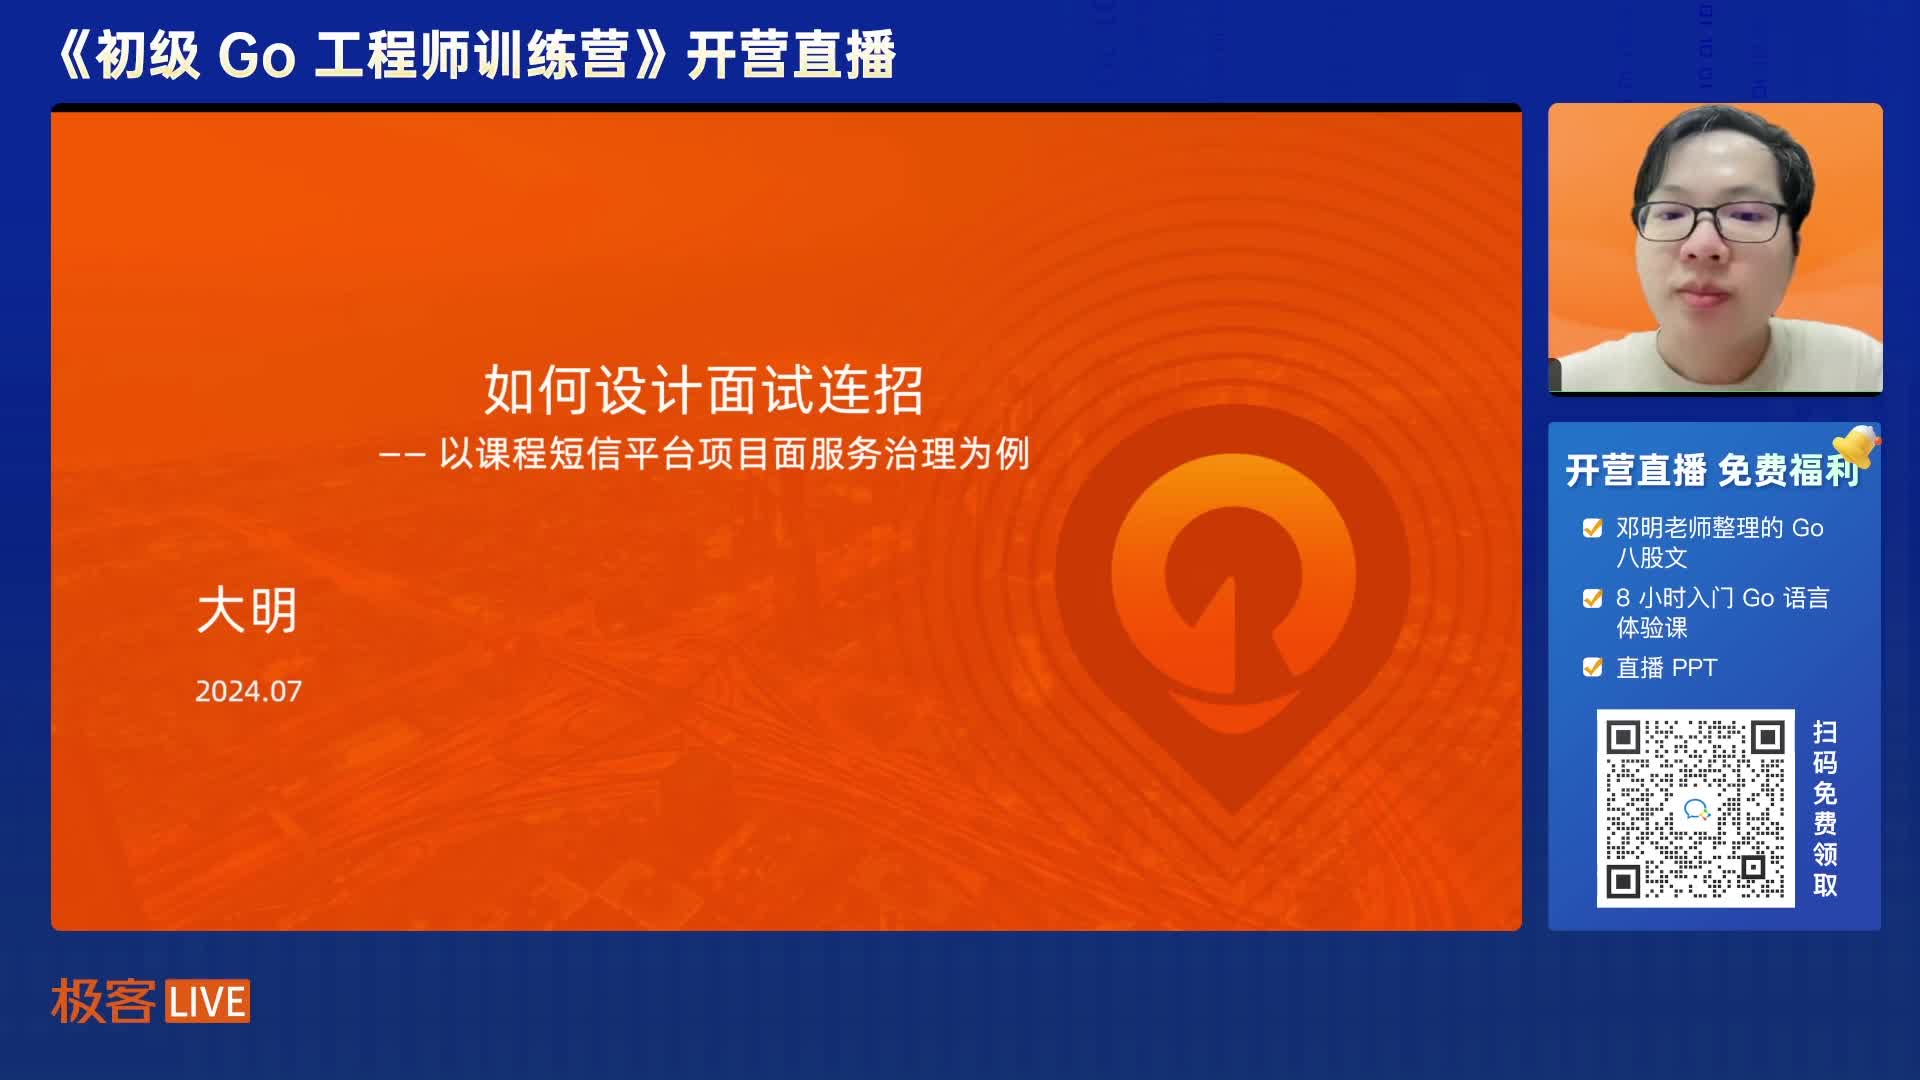 《初级 Go 工程师训练营》开营直播
如何设计面试连招
—— 以课程短信平台项目面服务治理为例
大明
2024.07
开营直播 免费福利
邓明老师整理的 Go
八股文
8 小时入门 Go 语言
体验课
直播 PPT
扫码免费领取
极客 LIVE